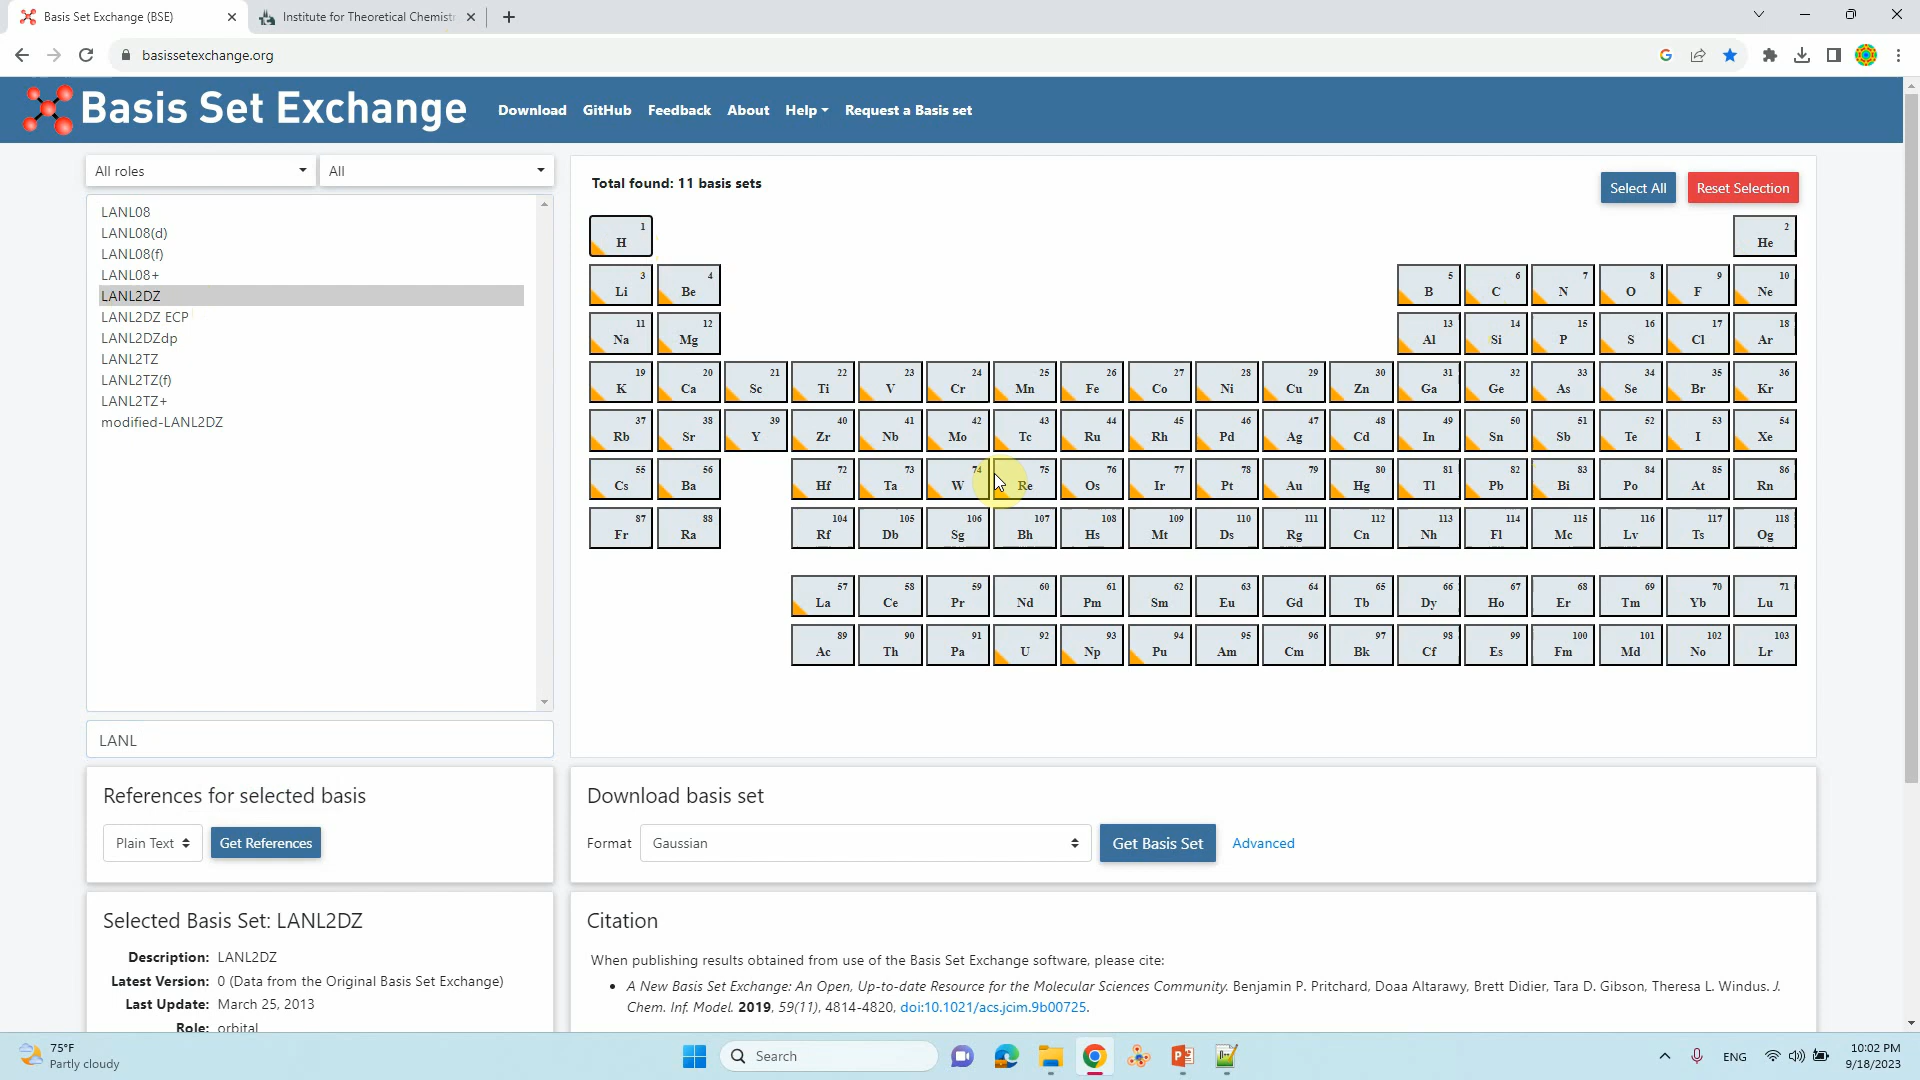 Basis Set Exchange (BSE)
Institute for Theoretical Chemistr
basissetexchange.org
Basis Set Exchange
Download GitHub Feedback About Help Request a Basis set
All roles
All
LANL08
LANL08(d)
LANL08(f)
LANL08+
LANL2DZ
LANL2DZ ECP
LANL2DZdp
LANL2TZ
LANL2TZ(f)
LANL2TZ+
modified-LANL2DZ
LANL
Total found: 11 basis sets
Select All
Reset Selection
1 2
H He
3 4 5 6 7 8 9 10
Li Be B C N O F Ne
11 12 13 14 15 16 17 18
Na Mg Al Si P S Cl Ar
19 20 21 22 23 24 25 26 27 28 29 30 31 32 33 34 35 36
K Ca Sc Ti V Cr Mn Fe Co Ni Cu Zn Ga Ge As Se Br Kr
37 38 39 40 41 42 43 44 45 46 47 48 49 50 51 52 53 54
Rb Sr Y Zr Nb Mo Tc Ru Rh Pd Ag Cd In Sn Sb Te I Xe
55 56 72 73 74 75 76 77 78 79 80 81 82 83 84 85 86
Cs Ba Hf Ta W Re Os Ir Pt Au Hg Tl Pb Bi Po At Rn
87 88 104 105 106 107 108 109 110 111 112 113 114 115 116 117 118
Fr Ra Rf Db Sg Bh Hs Mt Ds Rg Cn Nh Fl Mc Lv Ts Og
57 58 59 60 61 62 63 64 65 66 67 68 69 70 71
La Ce Pr Nd Pm Sm Eu Gd Tb Dy Ho Er Tm Yb Lu
89 90 91 92 93 94 95 96 97 98 99 100 101 102 103
Ac Th Pa U Np Pu Am Cm Bk Cf Es Fm Md No Lr
References for selected basis
Plain Text
Get References
Download basis set
Format
Gaussian
Get Basis Set
Advanced
Selected Basis Set: LANL2DZ
Description: LANL2DZ
Latest Version: 0 (Data from the Original Basis Set Exchange)
Last Update: March 25, 2013
Role: orbital
Citation
When publishing results obtained from use of the Basis Set Exchange software, please cite:
• A New Basis Set Exchange: An Open, Up-to-date Resource for the Molecular Sciences Community. Benjamin P. Pritchard, Doaa Altarawy, Brett Didier, Tara D. Gibson, Theresa L. Windus. J.
Chem. Inf. Model. 2019, 59(11), 4814-4820, doi:10.1021/acs.jcim.9b00725.
75°F
Partly cloudy
Search
ENG
10:02 PM
9/18/2023